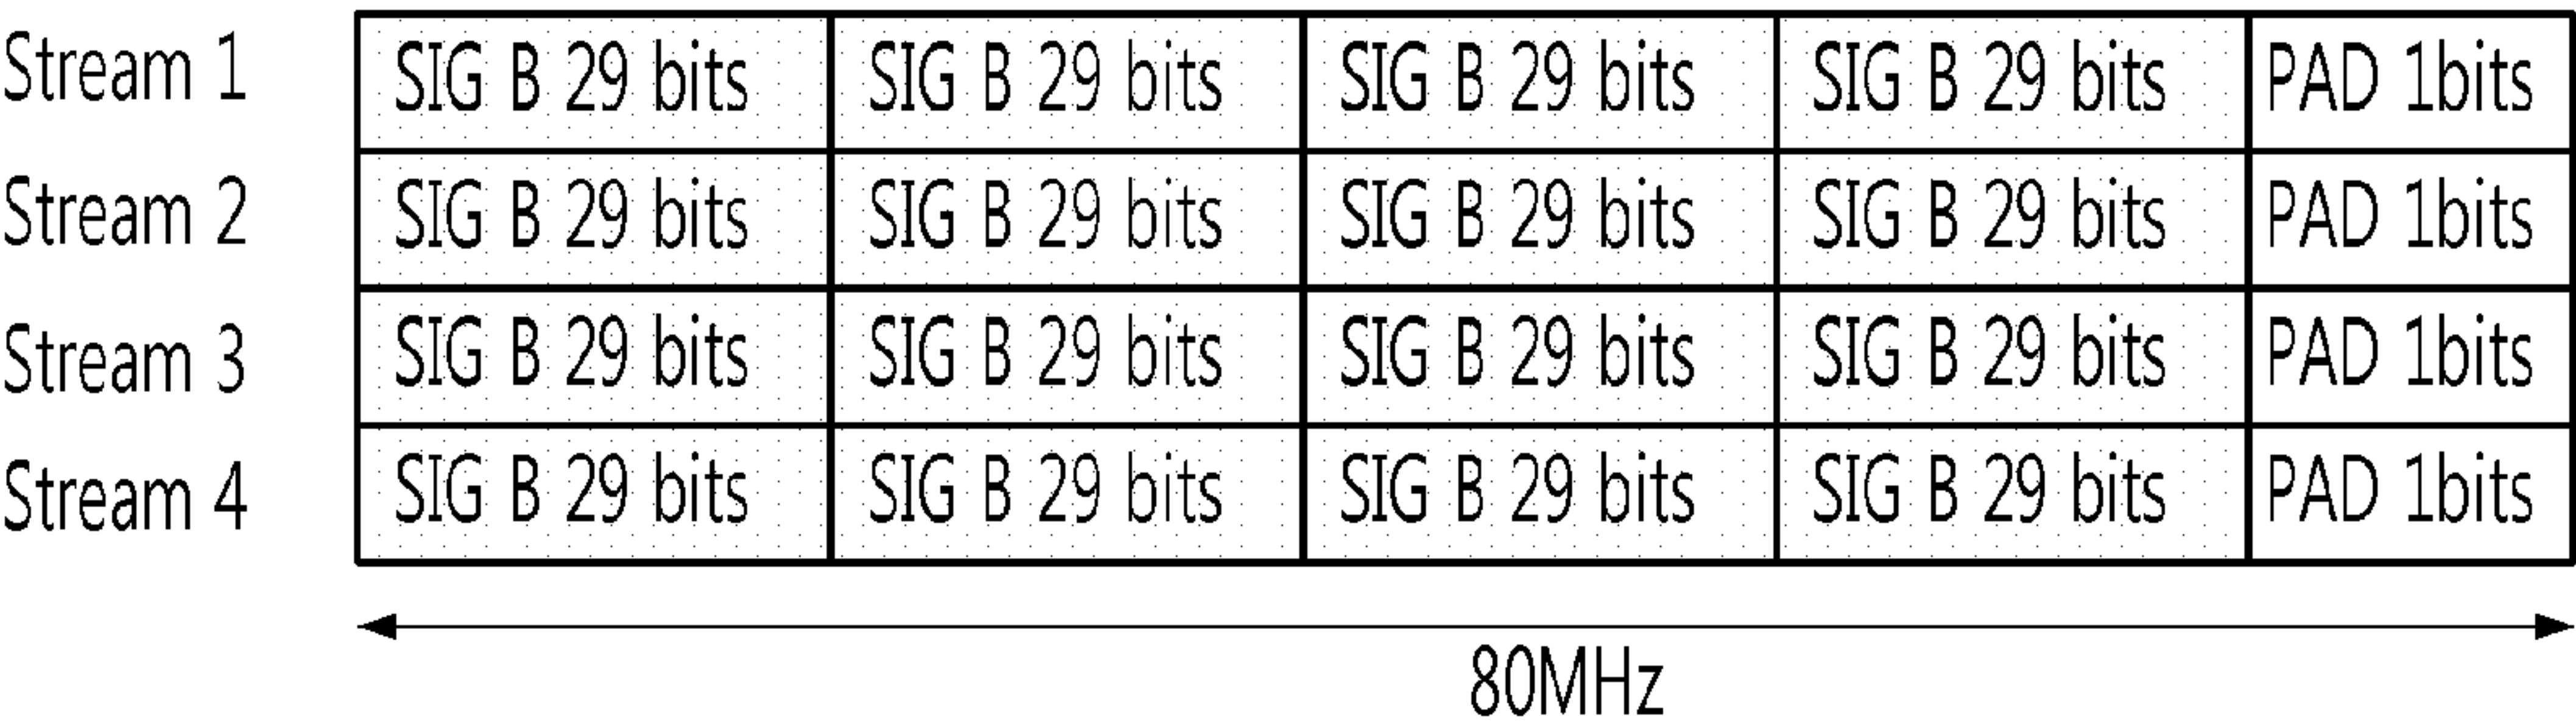 Stream 1 SIG B 29 bits SIG B 29 bits SIG B 29 bits SIG B 29 bits PAD 1bits
Stream 2 SIG B 29 bits SIG B 29 bits SIG B 29 bits SIG B 29 bits PAD 1bits
Stream 3 SIG B 29 bits SIG B 29 bits SIG B 29 bits SIG B 29 bits PAD 1bits
Stream 4 SIG B 29 bits SIG B 29 bits SIG B 29 bits SIG B 29 bits PAD 1bits
80MHz